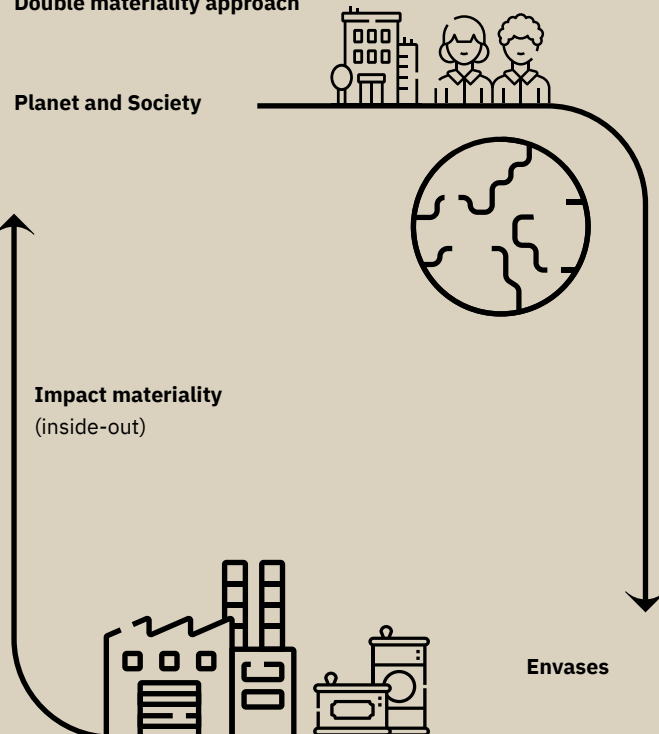 Double materiality approach
Planet and Society
Impact materiality
(inside-out)
Envases